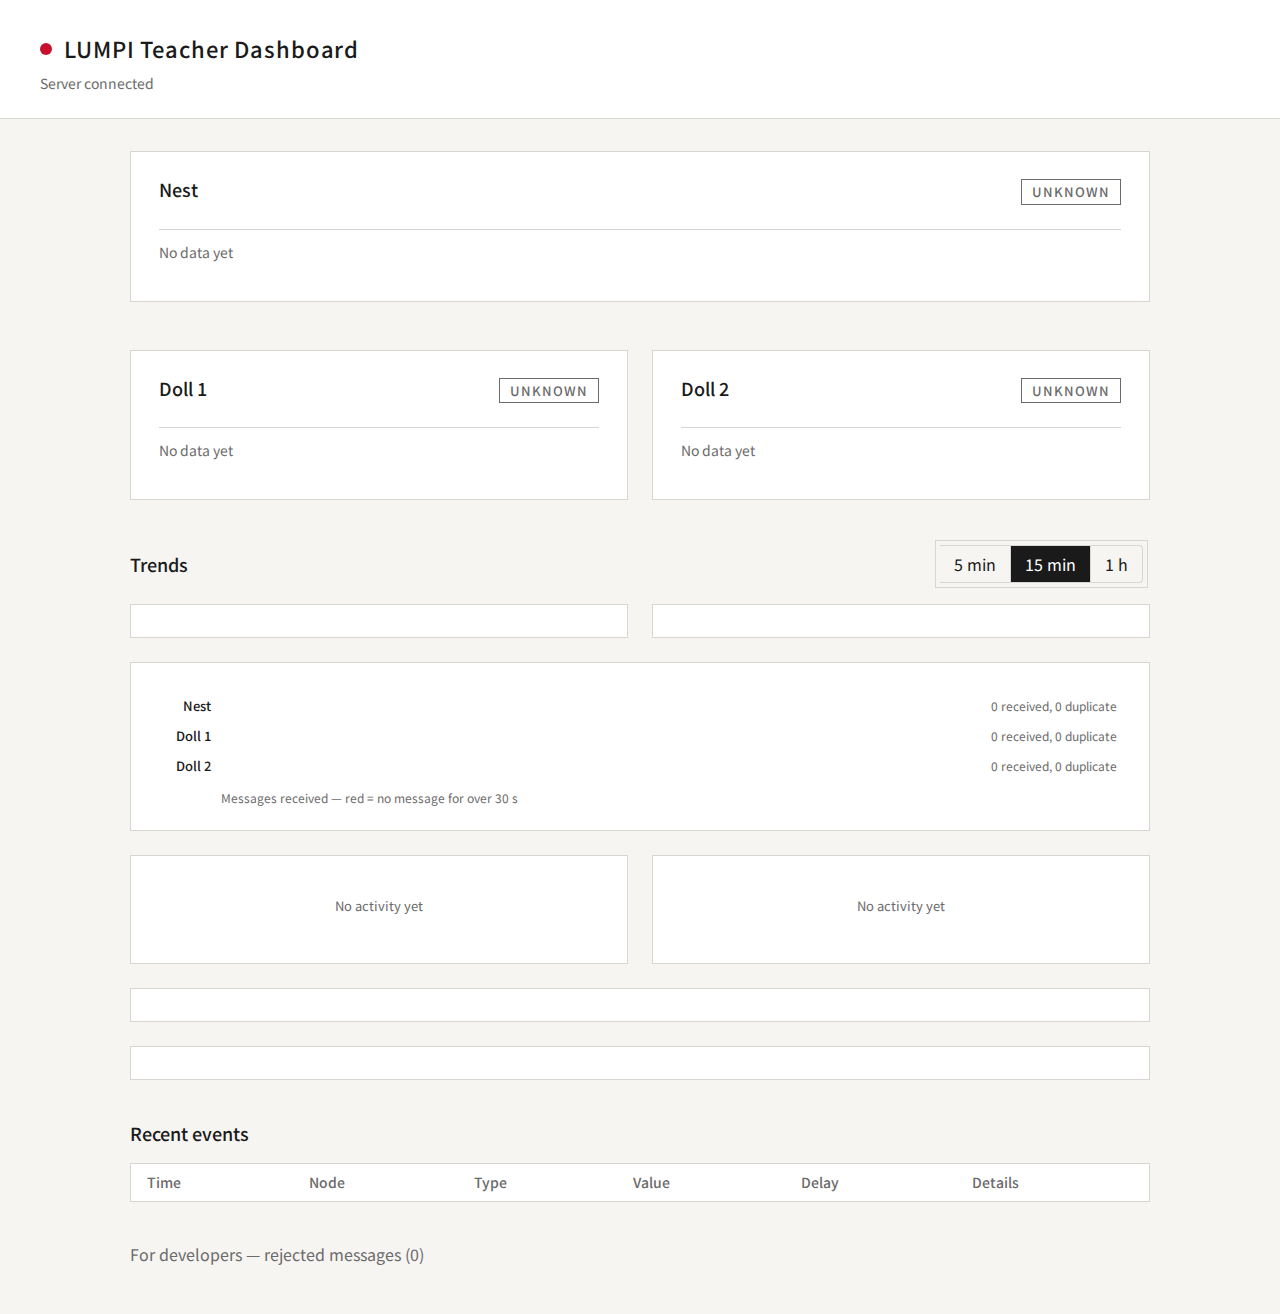 LUMPI Teacher Dashboard
Server connected
Nest
UNKNOWN
No data yet
Doll 1
UNKNOWN
No data yet
Doll 2
UNKNOWN
No data yet
Trends
5 min 15 min 1 h
Nest 0 received, 0 duplicate
Doll 1 0 received, 0 duplicate
Doll 2 0 received, 0 duplicate
Messages received — red = no message for over 30 s
No activity yet
No activity yet
Recent events
Time Node Type Value Delay Details
For developers — rejected messages (0)